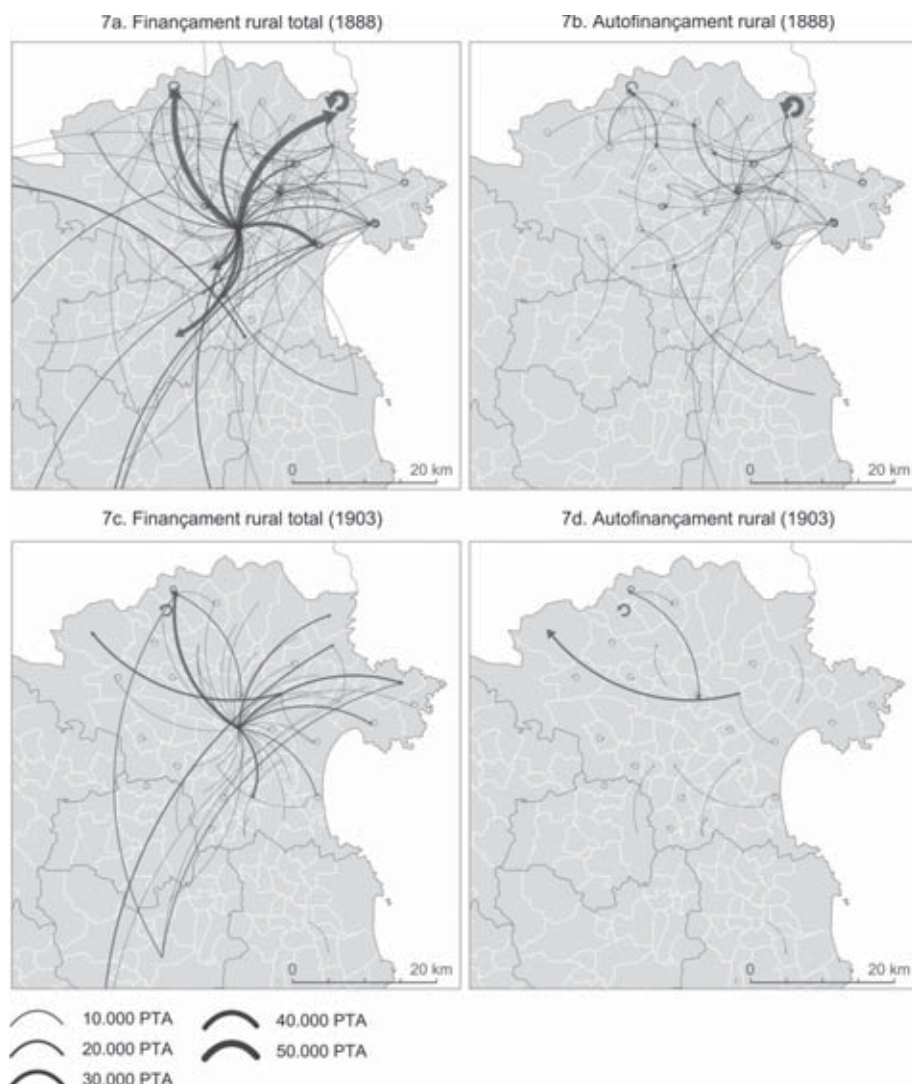 7a. Finançament rural total (1888)
7b. Autofinançament rural (1888)
0 20 km
0 20 km
7c. Finançament rural total (1903)
7d. Autofinançament rural (1903)
0 20 km
0 20 km
10.000 PTA
40.000 PTA
20.000 PTA
50.000 PTA
30.000 PTA